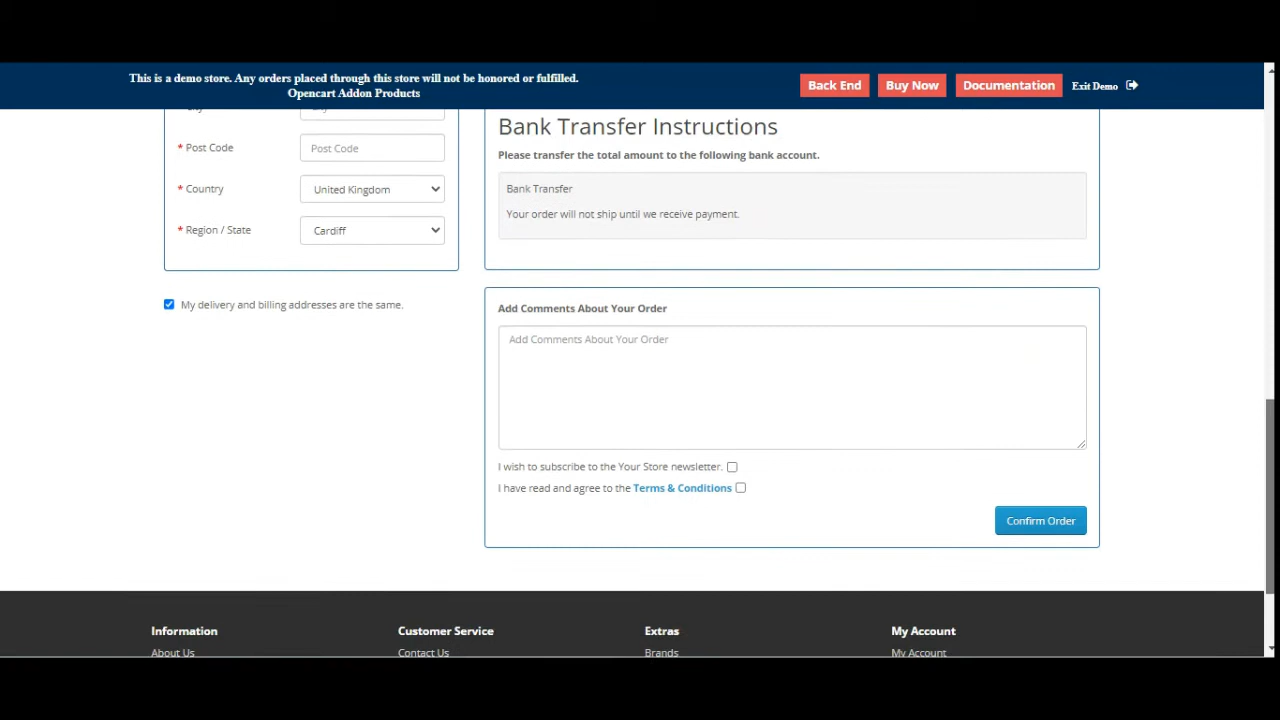 This is a demo store. Any orders placed through this store will not be honored or fulfilled.
Opencart Addon Products
Back End
Buy Now
Documentation
Exit Demo
* Post Code
Post Code
* Country
United Kingdom
* Region / State
Cardiff
My delivery and billing addresses are the same.
Bank Transfer Instructions
Please transfer the total amount to the following bank account.
Bank Transfer
Your order will not ship until we receive payment.
Add Comments About Your Order
Add Comments About Your Order
I wish to subscribe to the Your Store newsletter.
I have read and agree to the Terms & Conditions
Confirm Order
Information
Customer Service
Extras
My Account
About Us
Contact Us
Brands
My Account